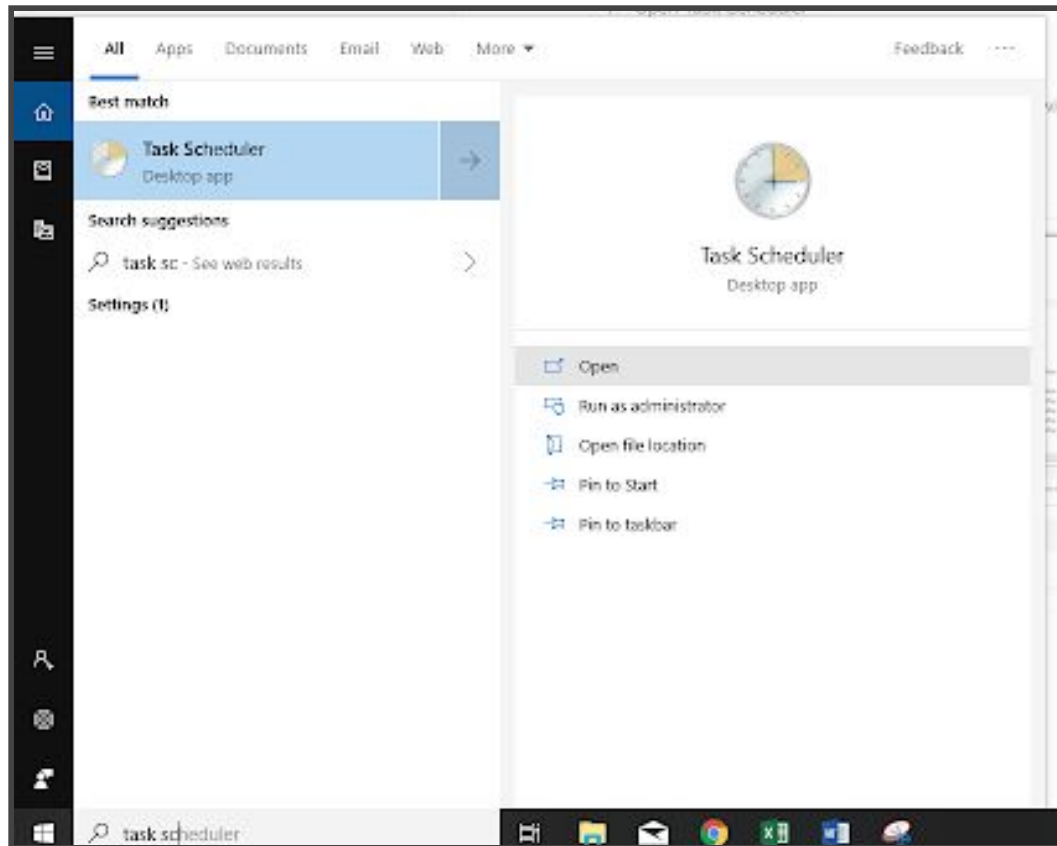 All Apps Documents Email Web More Feedback ...
Best match
Task Scheduler
Desktop app
Search suggestions
task sc - See web results
Settings (1)
Task Scheduler
Desktop app
Open
Run as administrator
Open file location
Pin to Start
Pin to taskbar
task scheduler